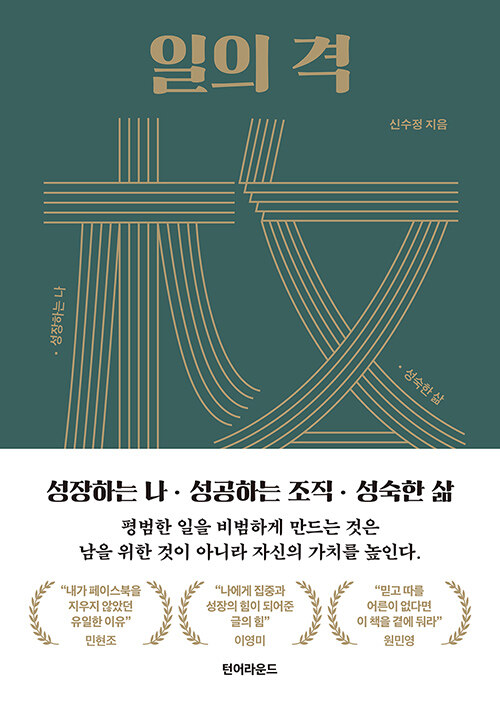 일의 격
신수정 지음
· 성장하는 나
· 성숙한 삶
성장하는 나 · 성공하는 조직 · 성숙한 삶
평범한 일을 비범하게 만드는 것은
남을 위한 것이 아니라 자신의 가치를 높인다.
“내가 페이스북을
지우지 않았던
유일한 이유”
민현조
“나에게 집중과
성장의 힘이 되어준
글의 힘”
이영미
“믿고 따를
어른이 없다면
이 책을 곁에 둬라”
원민영
턴어라운드